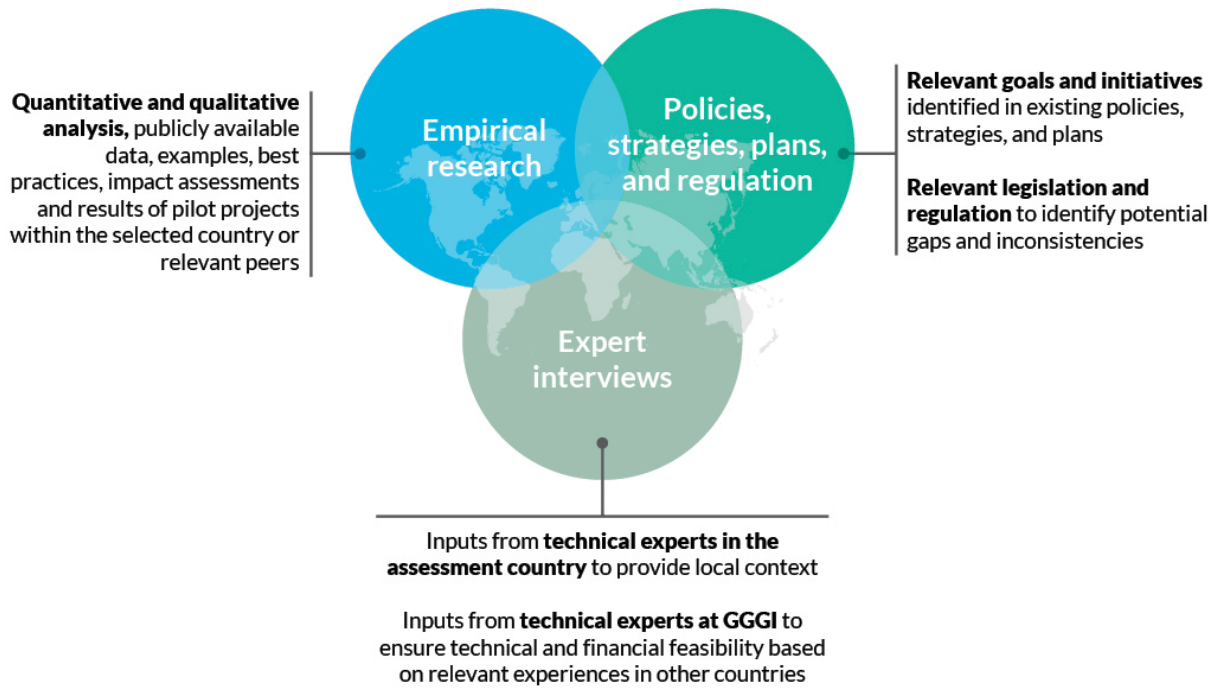 Quantitative and qualitative
analysis, publicly available
data, examples, best
practices, impact assessments
and results of pilot projects
within the selected country or
relevant peers
Empirical
research
Policies,
strategies, plans,
and regulation
Relevant goals and initiatives
identified in existing policies,
strategies, and plans
Relevant legislation and
regulation to identify potential
gaps and inconsistencies
Expert
interviews
Inputs from technical experts in the
assessment country to provide local context
Inputs from technical experts at GGGI to
ensure technical and financial feasibility based
on relevant experiences in other countries